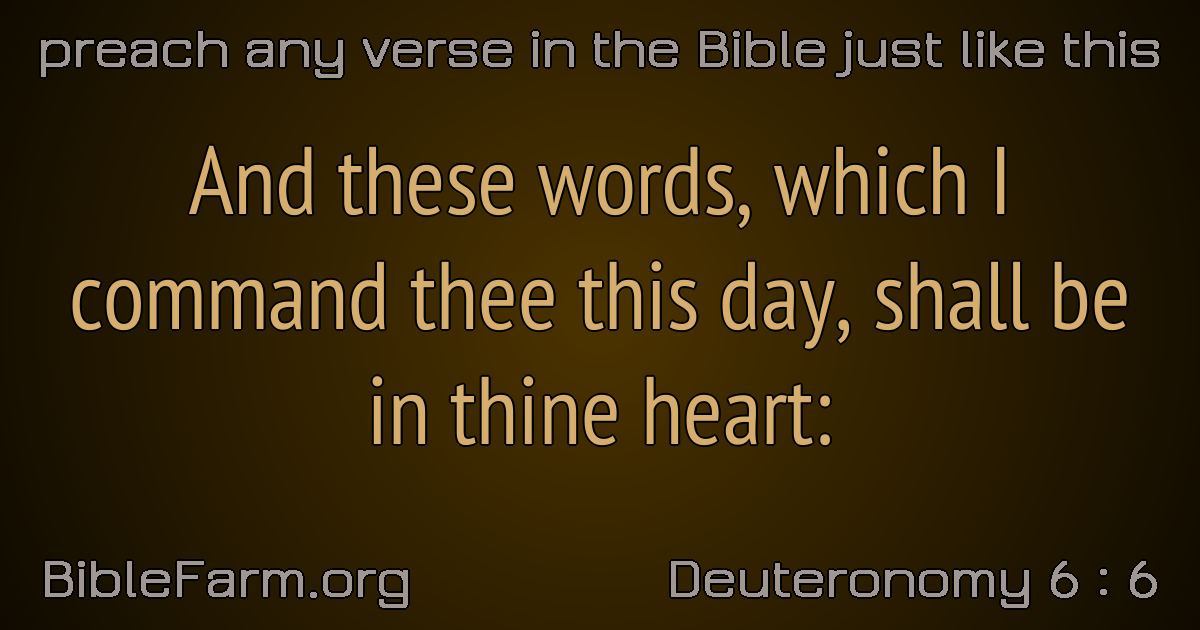 preach any verse in the Bible just like this
And these words, which I
command thee this day, shall be
in thine heart:
BibleFarm.org
Deuteronomy 6 : 6